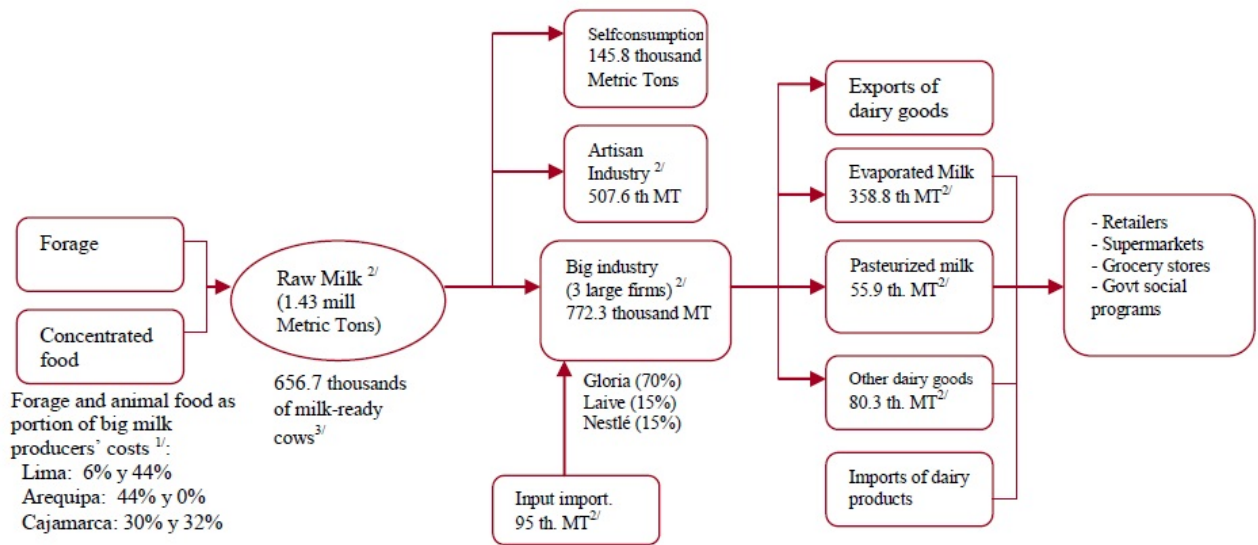 Forage
Concentrated
food
Forage and animal food as
portion of big milk
producers’ costs 1/:
Lima: 6% y 44%
Arequipa: 44% y 0%
Cajamarca: 30% y 32%
Raw Milk 2/
(1.43 mill
Metric Tons)
656.7 thousands
of milk-ready
cows3/
Selfconsumption
145.8 thousand
Metric Tons
Artisan
Industry 2/
507.6 th MT
Big industry
(3 large firms) 2/
772.3 thousand MT
Gloria (70%)
Laive (15%)
Nestlé (15%)
Input import.
95 th. MT2/
Exports of
dairy goods
Evaporated Milk
358.8 th MT2/
Pasteurized milk
55.9 th. MT2/
Other dairy goods
80.3 th. MT2/
Imports of dairy
products
- Retailers
- Supermarkets
- Grocery stores
- Govt social
programs